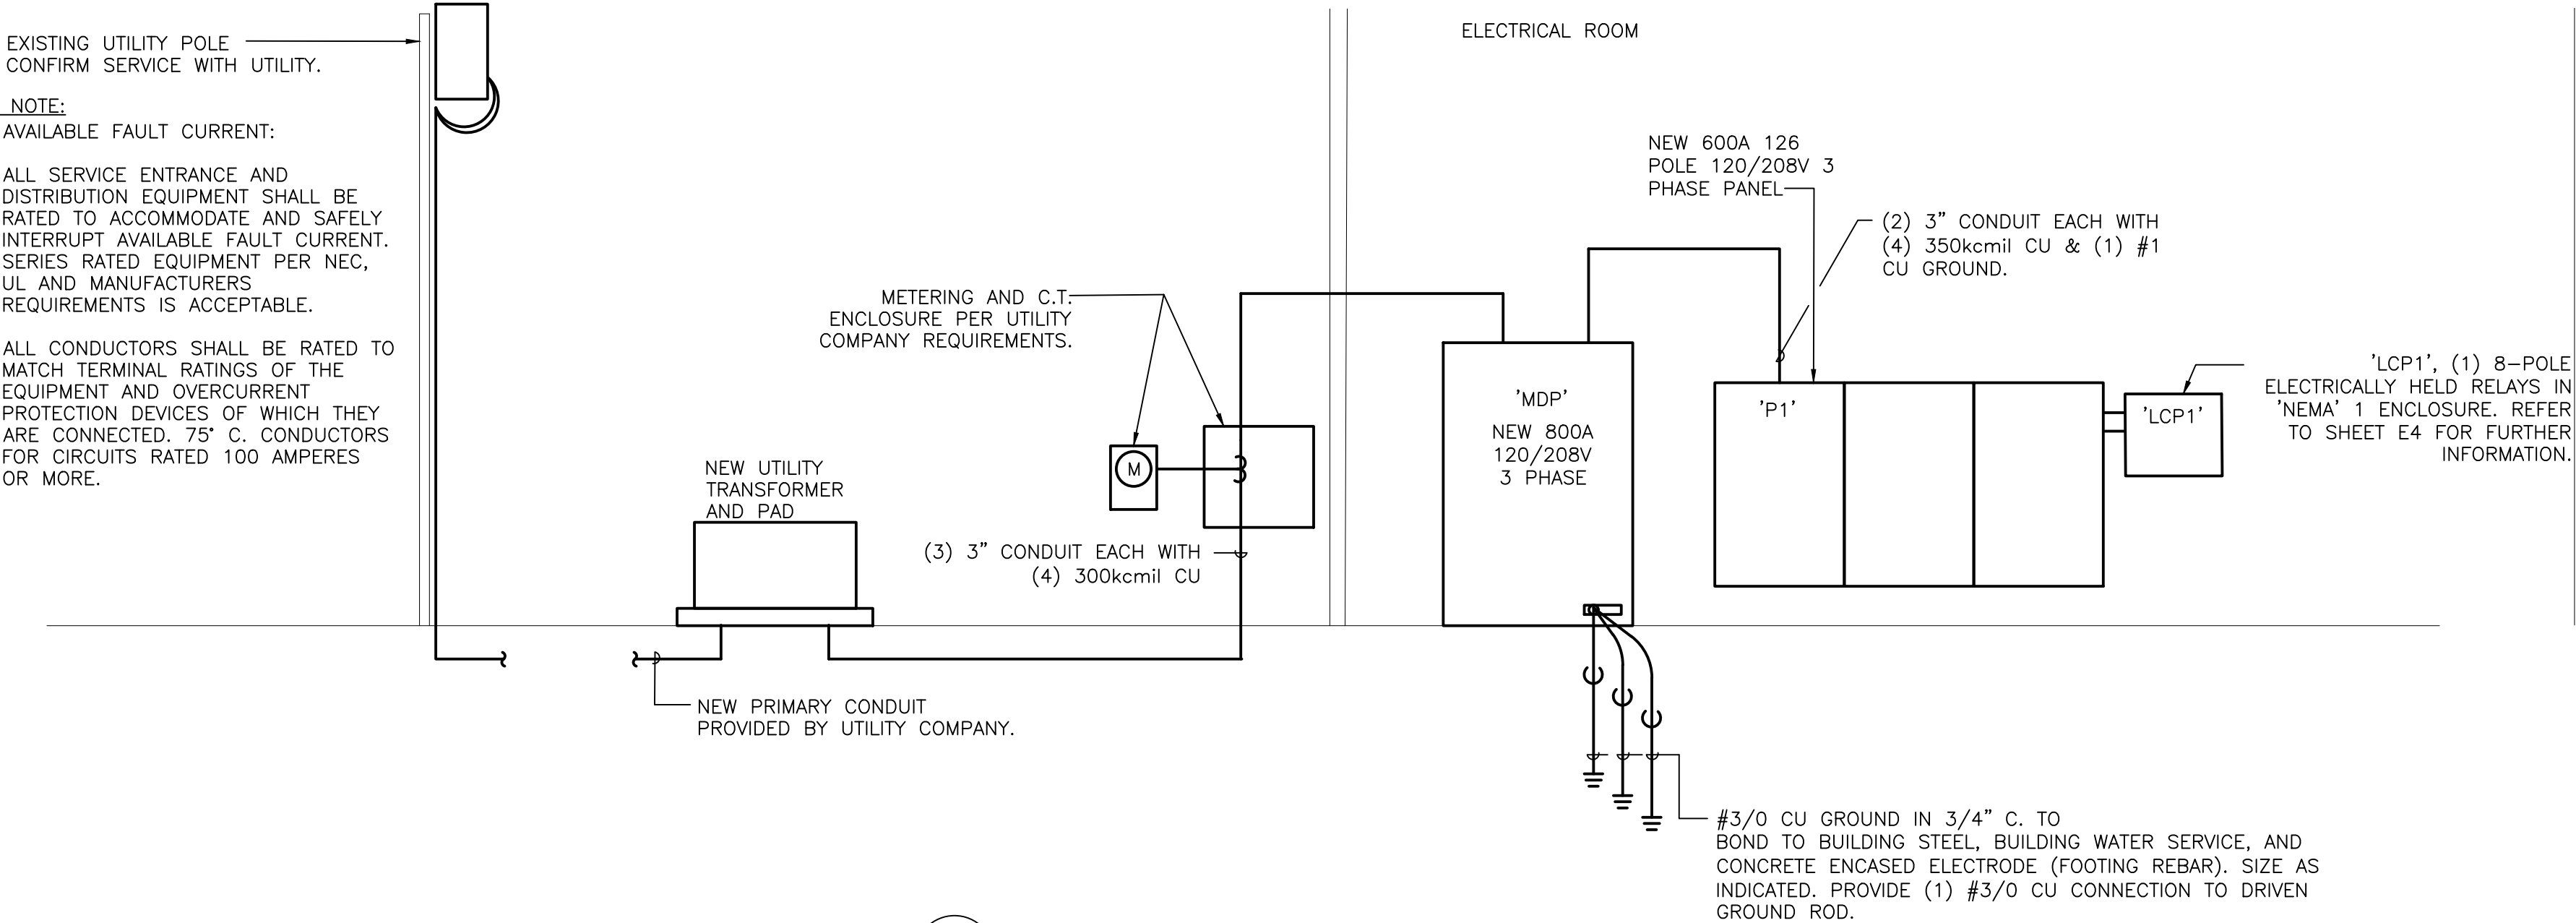 EXISTING UTILITY POLE
CONFIRM SERVICE WITH UTILITY.
NOTE:
AVAILABLE FAULT CURRENT:
ALL SERVICE ENTRANCE AND
DISTRIBUTION EQUIPMENT SHALL BE
RATED TO ACCOMMODATE AND SAFELY
INTERRUPT AVAILABLE FAULT CURRENT.
SERIES RATED EQUIPMENT PER NEC,
UL AND MANUFACTURERS
REQUIREMENTS IS ACCEPTABLE.
ALL CONDUCTORS SHALL BE RATED TO
MATCH TERMINAL RATINGS OF THE
EQUIPMENT AND OVERCURRENT
PROTECTION DEVICES OF WHICH THEY
ARE CONNECTED. 75° C. CONDUCTORS
FOR CIRCUITS RATED 100 AMPERES
OR MORE.
NEW UTILITY
TRANSFORMER
AND PAD
NEW PRIMARY CONDUIT
PROVIDED BY UTILITY COMPANY.
METERING AND C.T.
ENCLOSURE PER UTILITY
COMPANY REQUIREMENTS.
M
(3) 3" CONDUIT EACH WITH
(4) 300kcmil CU
ELECTRICAL ROOM
'MDP'
NEW 800A
120/208V
3 PHASE
NEW 600A 126
POLE 120/208V 3
PHASE PANEL
(2) 3" CONDUIT EACH WITH
(4) 350kcmil CU & (1) #1
CU GROUND.
'P1'
'LCP1'
'LCP1', (1) 8-POLE
ELECTRICALLY HELD RELAYS IN
'NEMA' 1 ENCLOSURE. REFER
TO SHEET E4 FOR FURTHER
INFORMATION.
#3/0 CU GROUND IN 3/4" C. TO
BOND TO BUILDING STEEL, BUILDING WATER SERVICE, AND
CONCRETE ENCASED ELECTRODE (FOOTING REBAR). SIZE AS
INDICATED. PROVIDE (1) #3/0 CU CONNECTION TO DRIVEN
GROUND ROD.